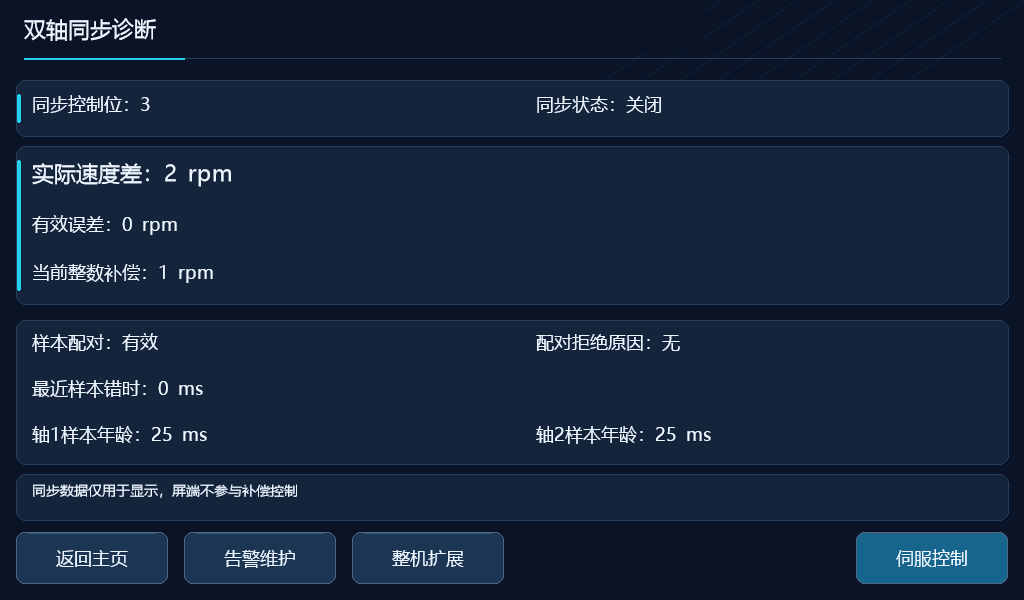 双轴同步诊断
同步控制位：3 同步状态：关闭
实际速度差：2 rpm
有效误差：0 rpm
当前整数补偿：1 rpm
样本配对：有效 配对拒绝原因：无
最近样本错时：0 ms
轴1样本年龄：25 ms 轴2样本年龄：25 ms
同步数据仅用于显示，屏端不参与补偿控制
返回主页 告警维护 整机扩展 伺服控制